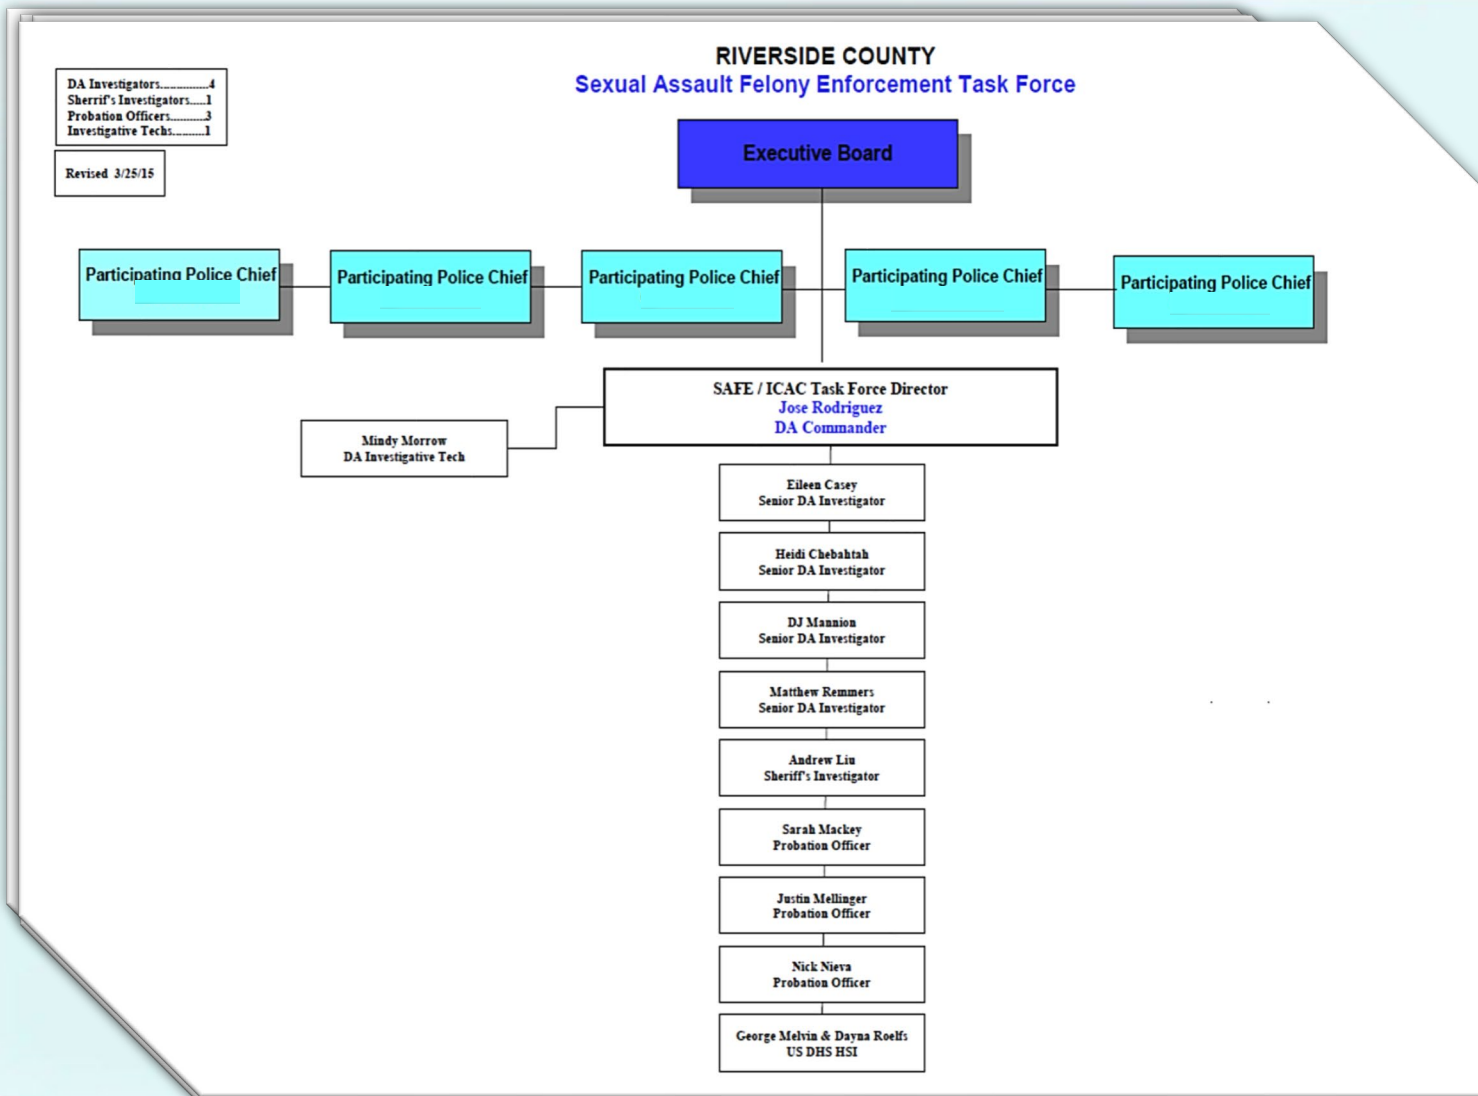 RIVERSIDE COUNTY
Sexual Assault Felony Enforcement Task Force
DA Investigators................4
Sherrif's Investigators.....1
Probation Officers...........3
Investigative Techs..........1
Revised 3/25/15
Executive Board
Participating Police Chief
Participating Police Chief
Participating Police Chief
Participating Police Chief
Participating Police Chief
SAFE / ICAC Task Force Director
Jose Rodriguez
DA Commander
Mindy Morrow
DA Investigative Tech
Eileen Casey
Senior DA Investigator
Heidi Chebahtah
Senior DA Investigator
DJ Mannion
Senior DA Investigator
Matthew Remmers
Senior DA Investigator
Andrew Liu
Sheriff's Investigator
Sarah Mackey
Probation Officer
Justin Mellinger
Probation Officer
Nick Nieva
Probation Officer
George Melvin & Dayna Roelfs
US DHS HSI